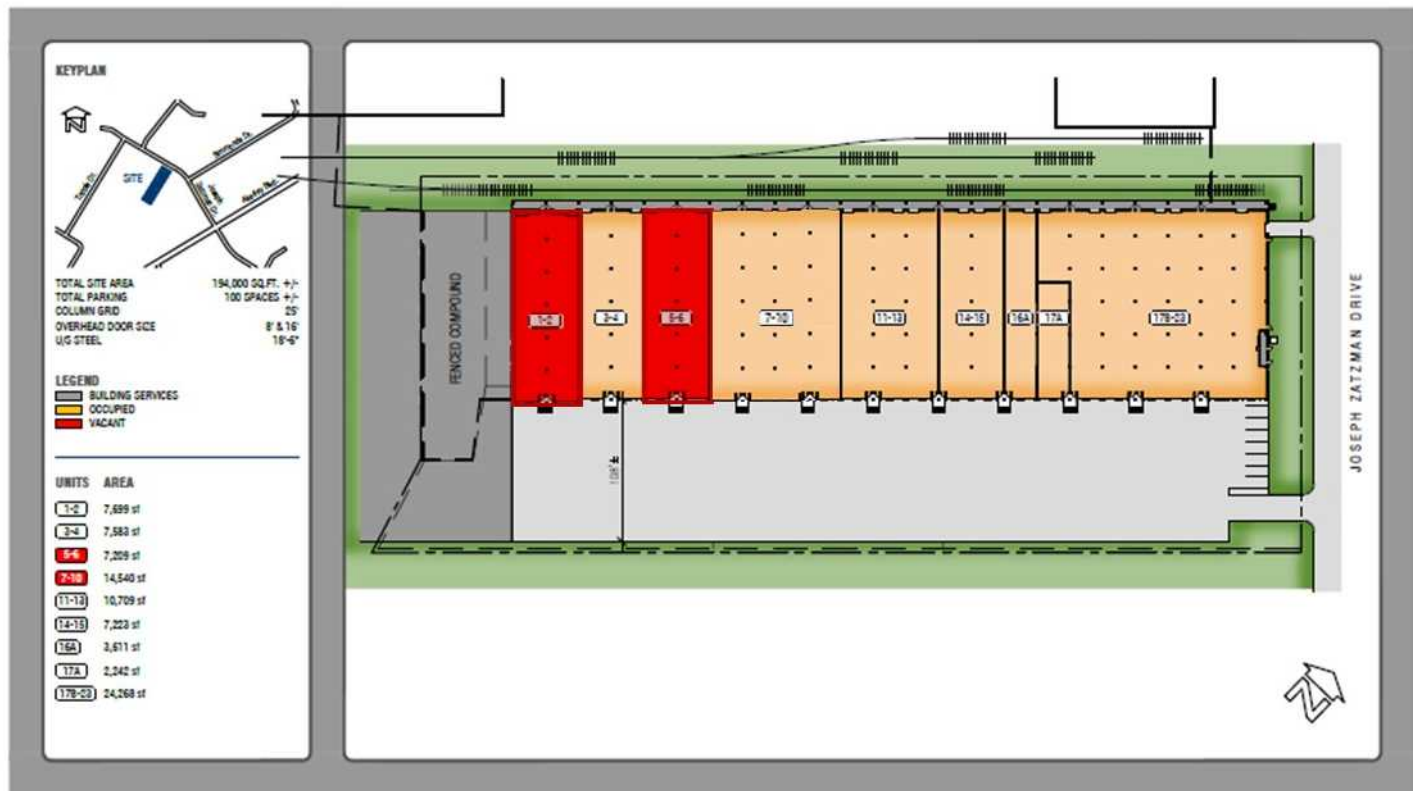 KEYPLAN
SITE
TOTAL SITE AREA 194,000 SQ.FT. +/-
TOTAL PARKING 100 SPACES +/-
COLUMN GRID 25'
OVERHEAD DOOR SIZE 8' & 16'
U/S STEEL 18'-6"
LEGEND
BUILDING SERVICES
OCCUPIED
VACANT
UNITS AREA
1-2 7,699 sf
3-4 7,583 sf
5-6 7,209 sf
7-10 14,540 sf
11-13 10,709 sf
14-15 7,223 sf
16A 3,611 sf
17A 2,242 sf
17B-23 24,268 sf
FENCED COMPOUND
1-2
3-4
5-6
7-10
11-13
14-15
16A
17A
17B-23
108'±
JOSEPH ZATZMAN DRIVE